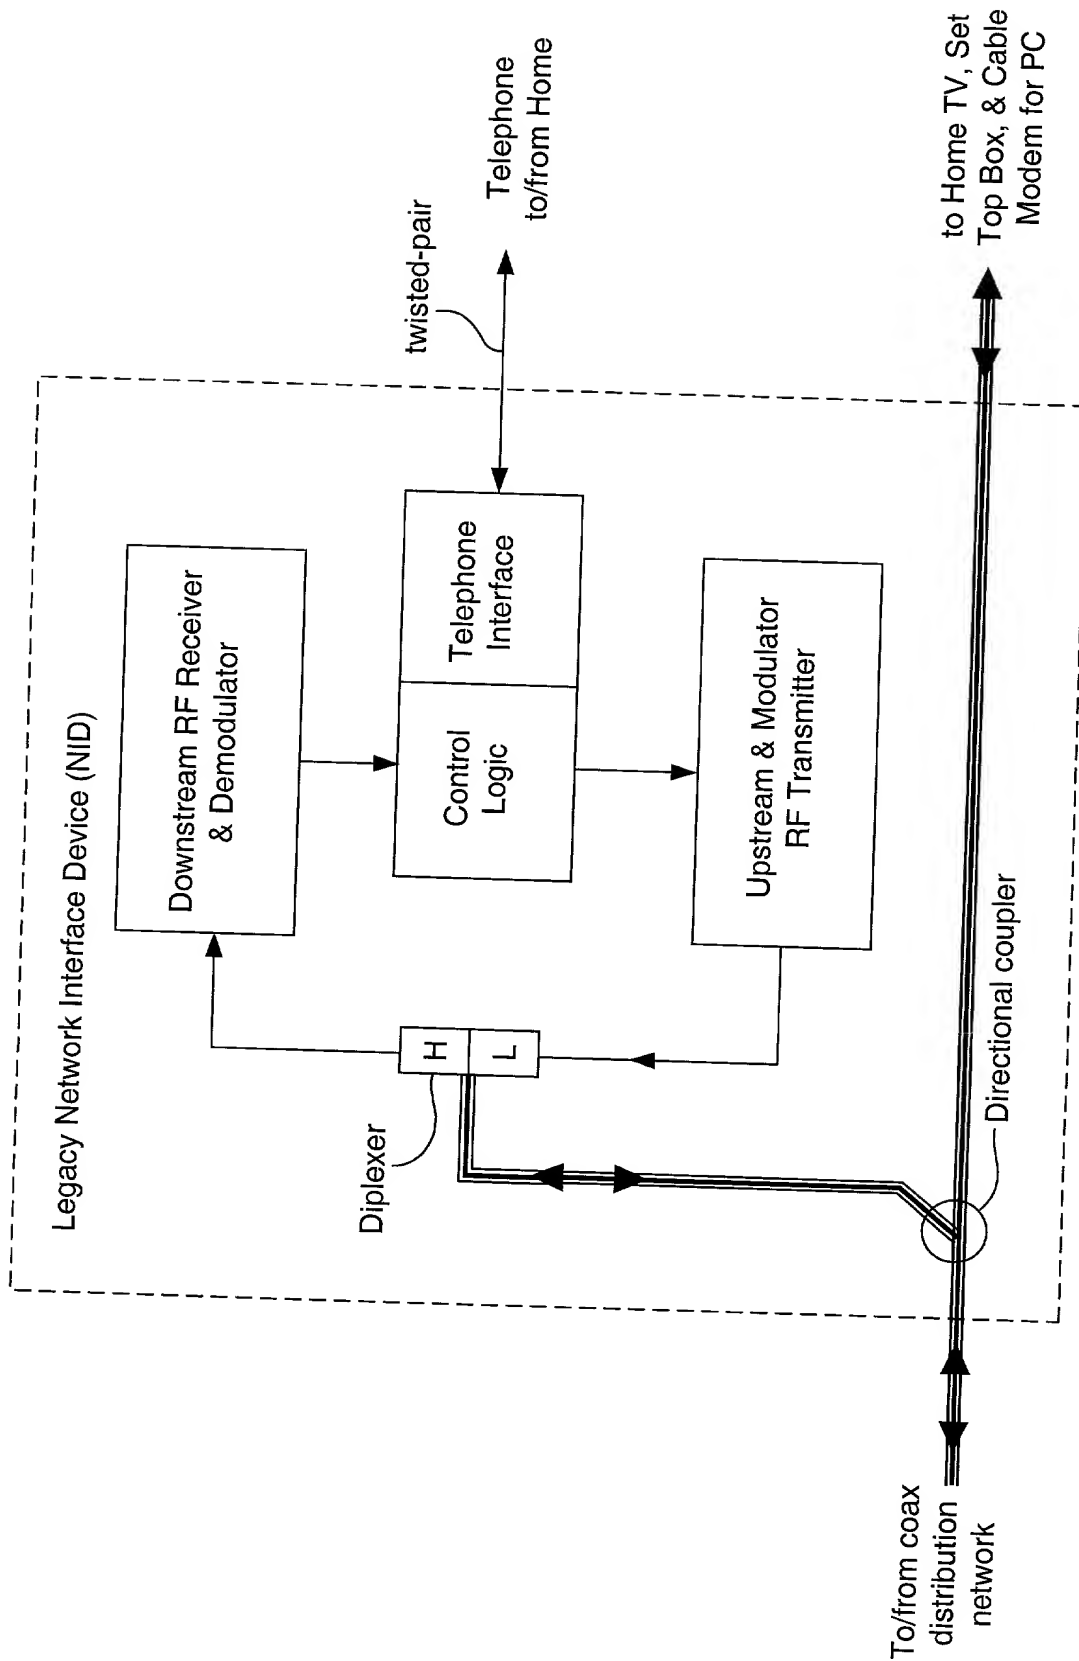 Legacy Network Interface Device (NID)
Downstream RF Receiver
& Demodulator
Diplexer
H
L
Control
Logic
Telephone
Interface
twisted-pair
Telephone
to/from Home
Upstream & Modulator
RF Transmitter
To/from coax
distribution
network
Directional coupler
to Home TV, Set
Top Box, & Cable
Modem for PC